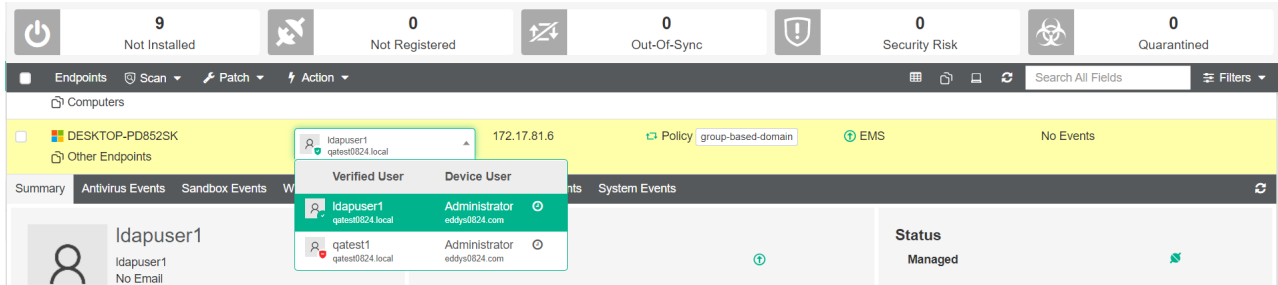 9
Not Installed
0
Not Registered
0
Out-Of-Sync
0
Security Risk
0
Quarantined
Endpoints Scan Patch Action Search All Fields Filters
Computers
DESKTOP-PD852SK
Other Endpoints
ldapuser1
qatest0824.local
172.17.81.6
Policy group-based-domain
EMS
No Events
Summary Antivirus Events Sandbox Events W nts System Events
Verified User Device User
ldapuser1 Administrator
qatest0824.local eddys0824.com
qatest1 Administrator
qatest0824.local eddys0824.com
ldapuser1
ldapuser1
No Email
Status
Managed